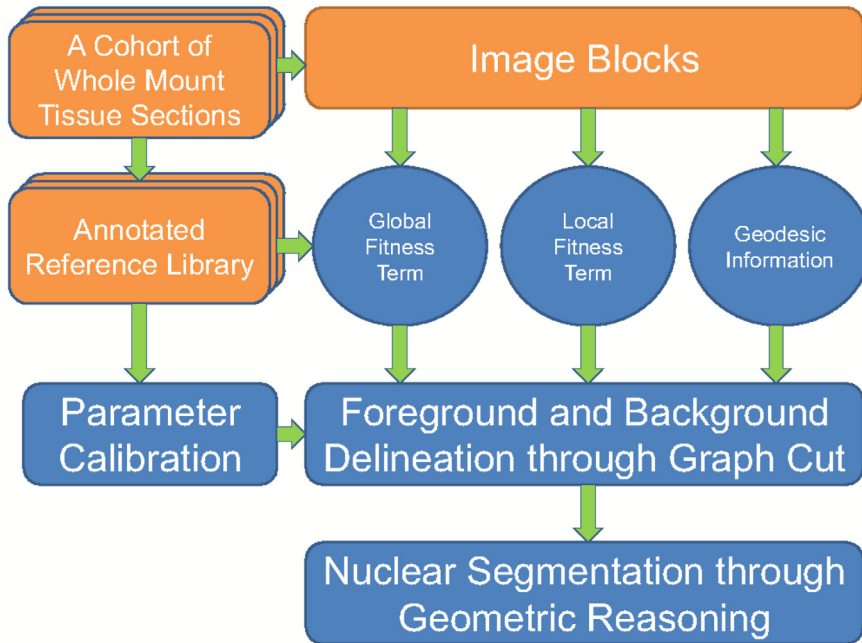 A Cohort of
Whole Mount
Tissue Sections
Image Blocks
Annotated
Reference Library
Global
Fitness
Term
Local
Fitness
Term
Geodesic
Information
Parameter
Calibration
Foreground and Background
Delineation through Graph Cut
Nuclear Segmentation through
Geometric Reasoning